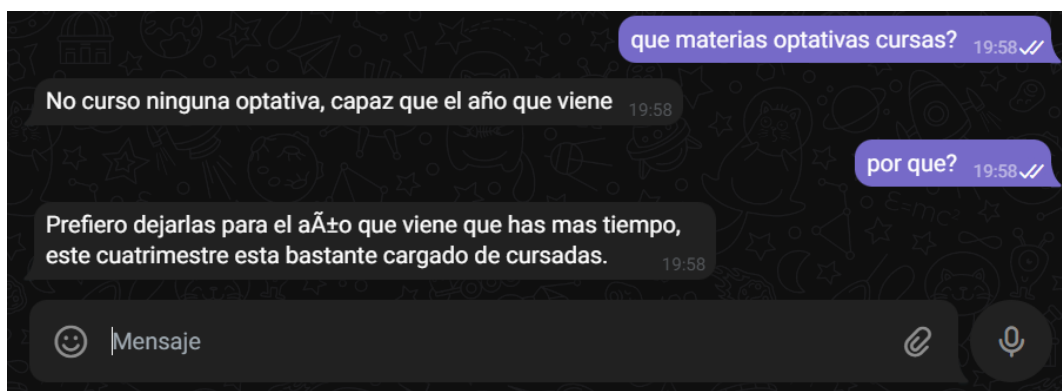 que materias optativas cursas? 19:58
No curso ninguna optativa, capaz que el año que viene 19:58
por que? 19:58
Prefiero dejarlas para el aÃ±o que viene que has mas tiempo,
este cuatrimestre esta bastante cargado de cursadas. 19:58
Mensaje